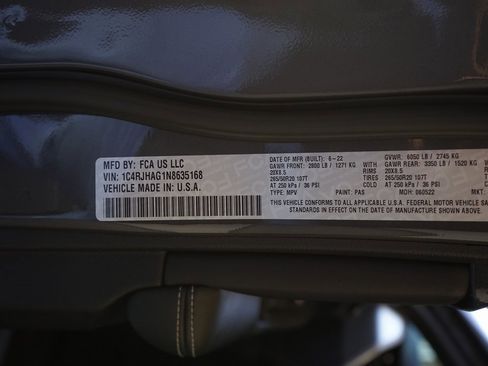 MFD BY: FCA US LLC
VIN: 1C4RJHAG1N8635168
VEHICLE MADE IN U.S.A.
DATE OF MFR (BUILT): 6-22 GVWR: 6050 LB / 2745 KG
GAWR FRONT: 2800 LB / 1271 KG GAWR REAR: 3350 LB / 1520 KG
20X8.5 RIMS 20X8.5
265/50R20 107T TIRES 265/50R20 107T
AT 250 kPa / 36 PSI AT 250 kPa / 36 PSI
TYPE: MPV PAINT: PAS MDH: 060522 MKT:
THIS VEHICLE CONFORMS TO ALL APPLICABLE U.S.A. FEDERAL MOTOR VEHICLE
STANDARDS IN EFFECT ON THE DATE OF MANUFACTURE SHOWN ABOVE.